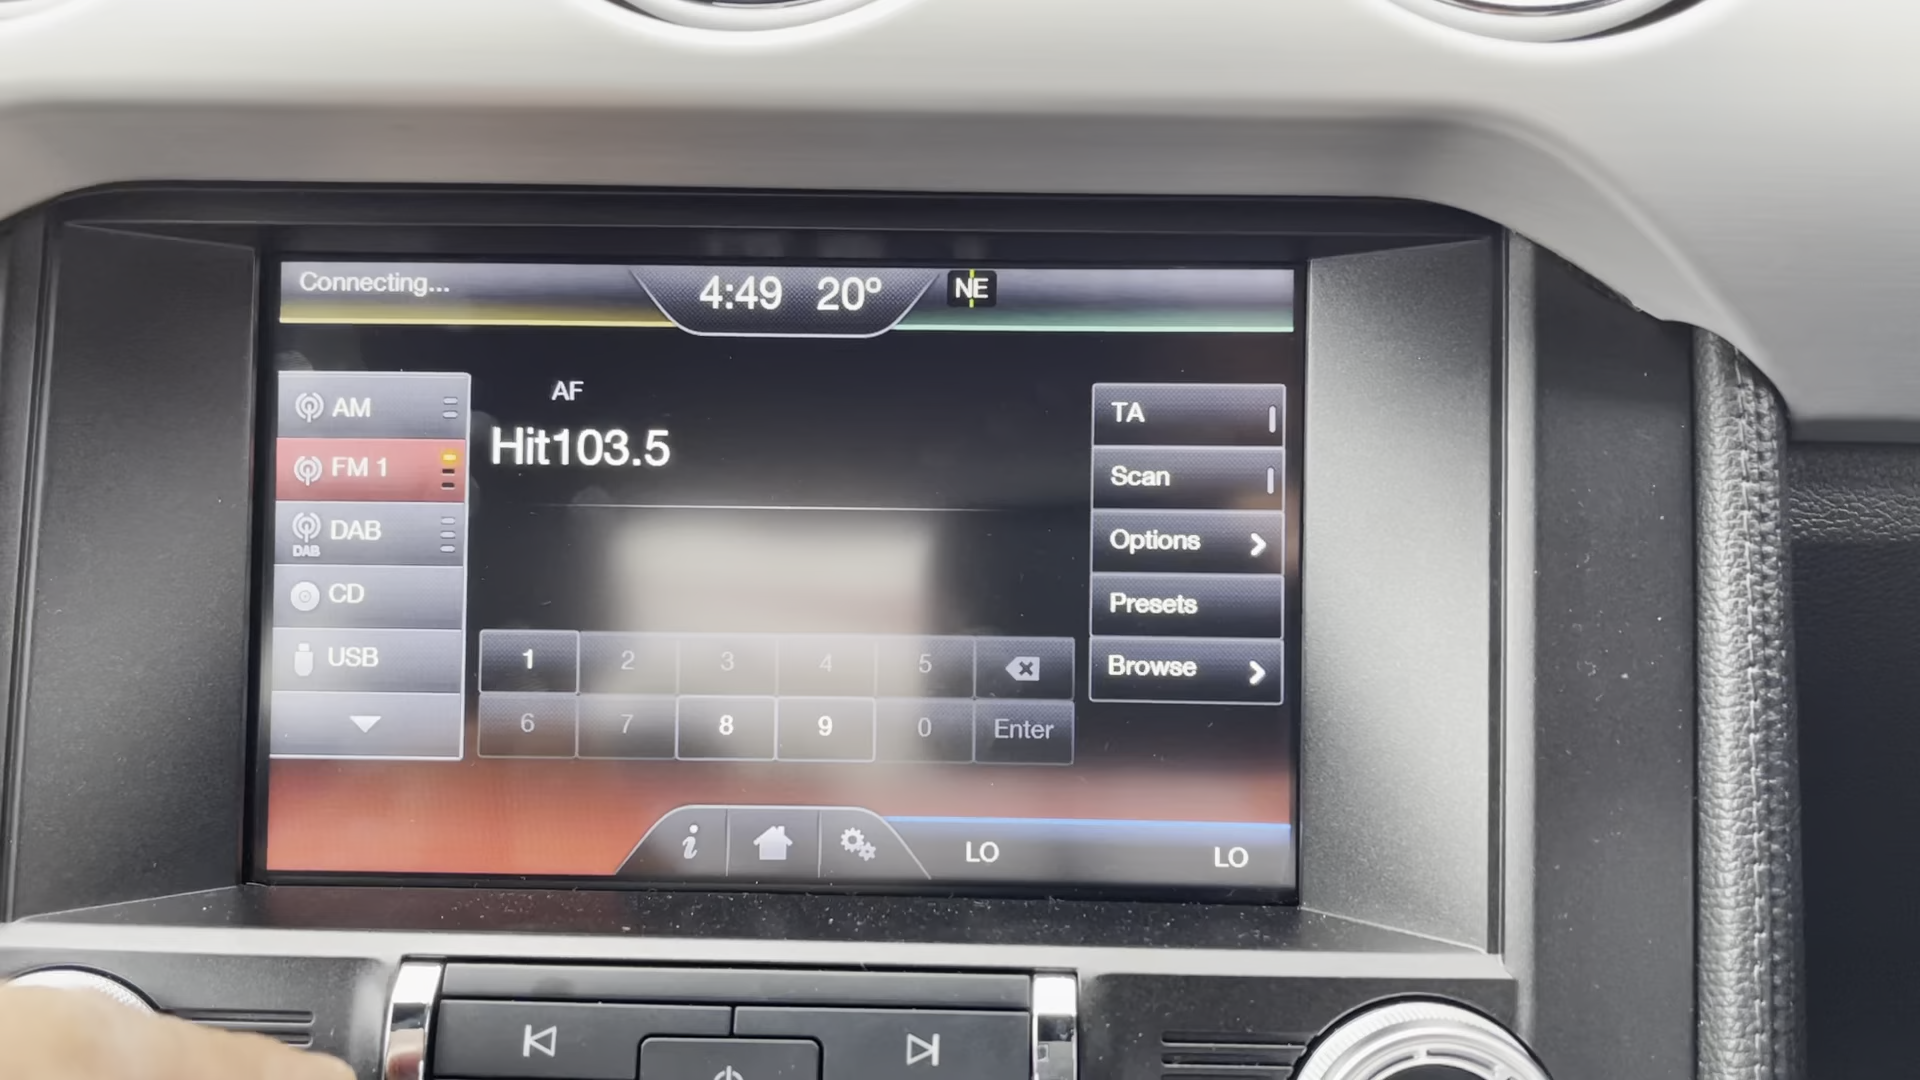 Connecting...
4:49 20° NE
AM
FM 1
DAB
DAB
CD
USB
AF
Hit103.5
1 2 3 4 5
6 7 8 9 0 Enter
TA
Scan
Options
Presets
Browse
i
LO LO